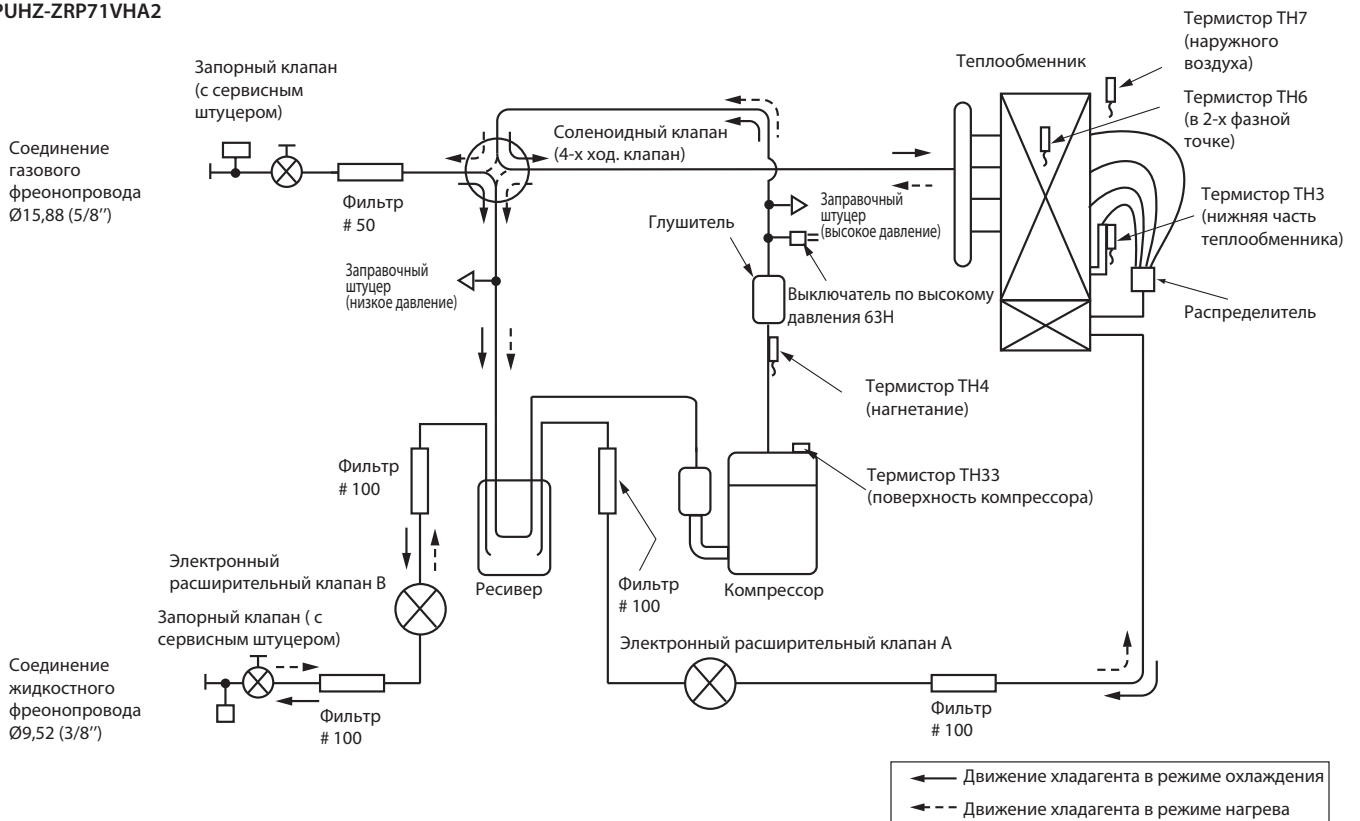 PUHZ-ZRP71VHA2
Термистор TH7
(наружного
воздуха)
Теплообменник
Запорный клапан
(с сервисным
штуцером)
Термистор TH6
(в 2-х фазной
точке)
Соленоидный клапан
(4-х ход. клапан)
Соединение
газового
фреонопровода
Ø15,88 (5/8’’)
Фильтр
# 50
Заправочный
штуцер
(высокое давление)
Термистор TH3
(нижняя часть
теплообменника)
Глушитель
Заправочный
штуцер
(низкое давление)
Выключатель по высокому
давления 63H
Распределитель
Термистор TH4
(нагнетание)
Фильтр
# 100
Термистор TH33
(поверхность компрессора)
Электронный
расширительный клапан B
Ресивер
Фильтр
# 100
Компрессор
Запорный клапан ( с
сервисным штуцером)
Электронный расширительный клапан A
Соединение
жидкостного
фреонопровода
Ø9,52 (3/8’’)
Фильтр
# 100
Фильтр
# 100
Движение хладагента в режиме охлаждения
Движение хладагента в режиме нагрева